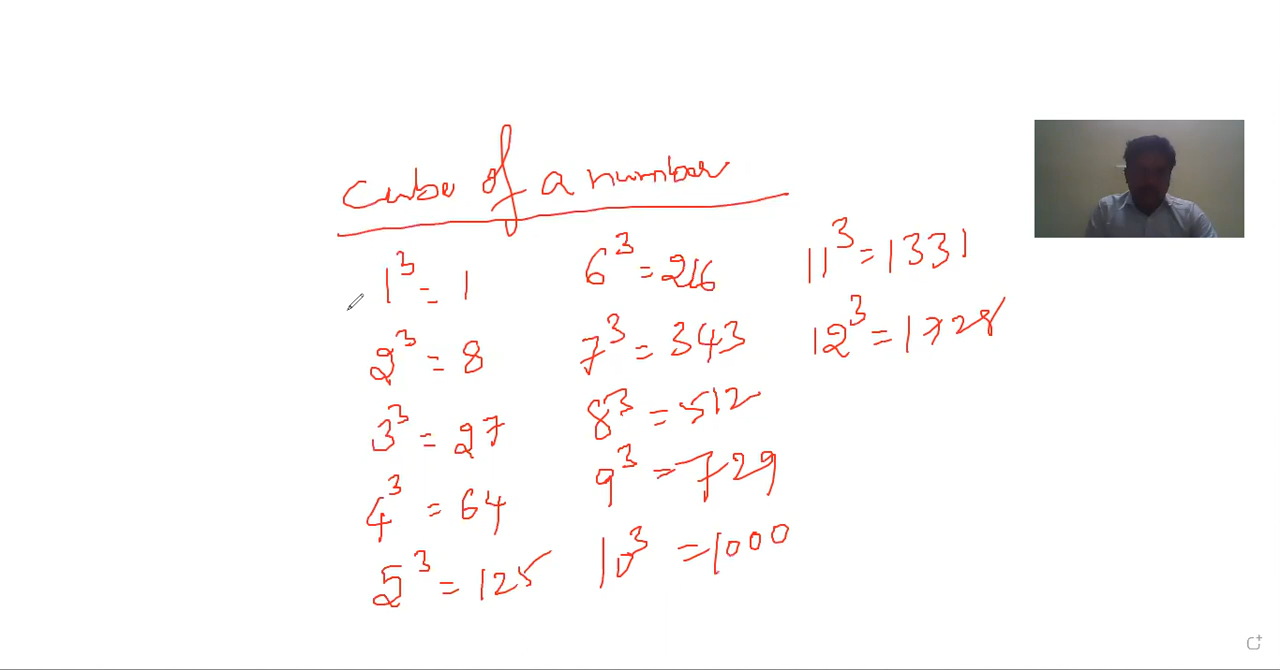 Cube of a number
1³ = 1
2³ = 8
3³ = 27
4³ = 64
5³ = 125
6³ = 216
7³ = 343
8³ = 512
9³ = 729
10³ = 1000
11³ = 1331
12³ = 1728